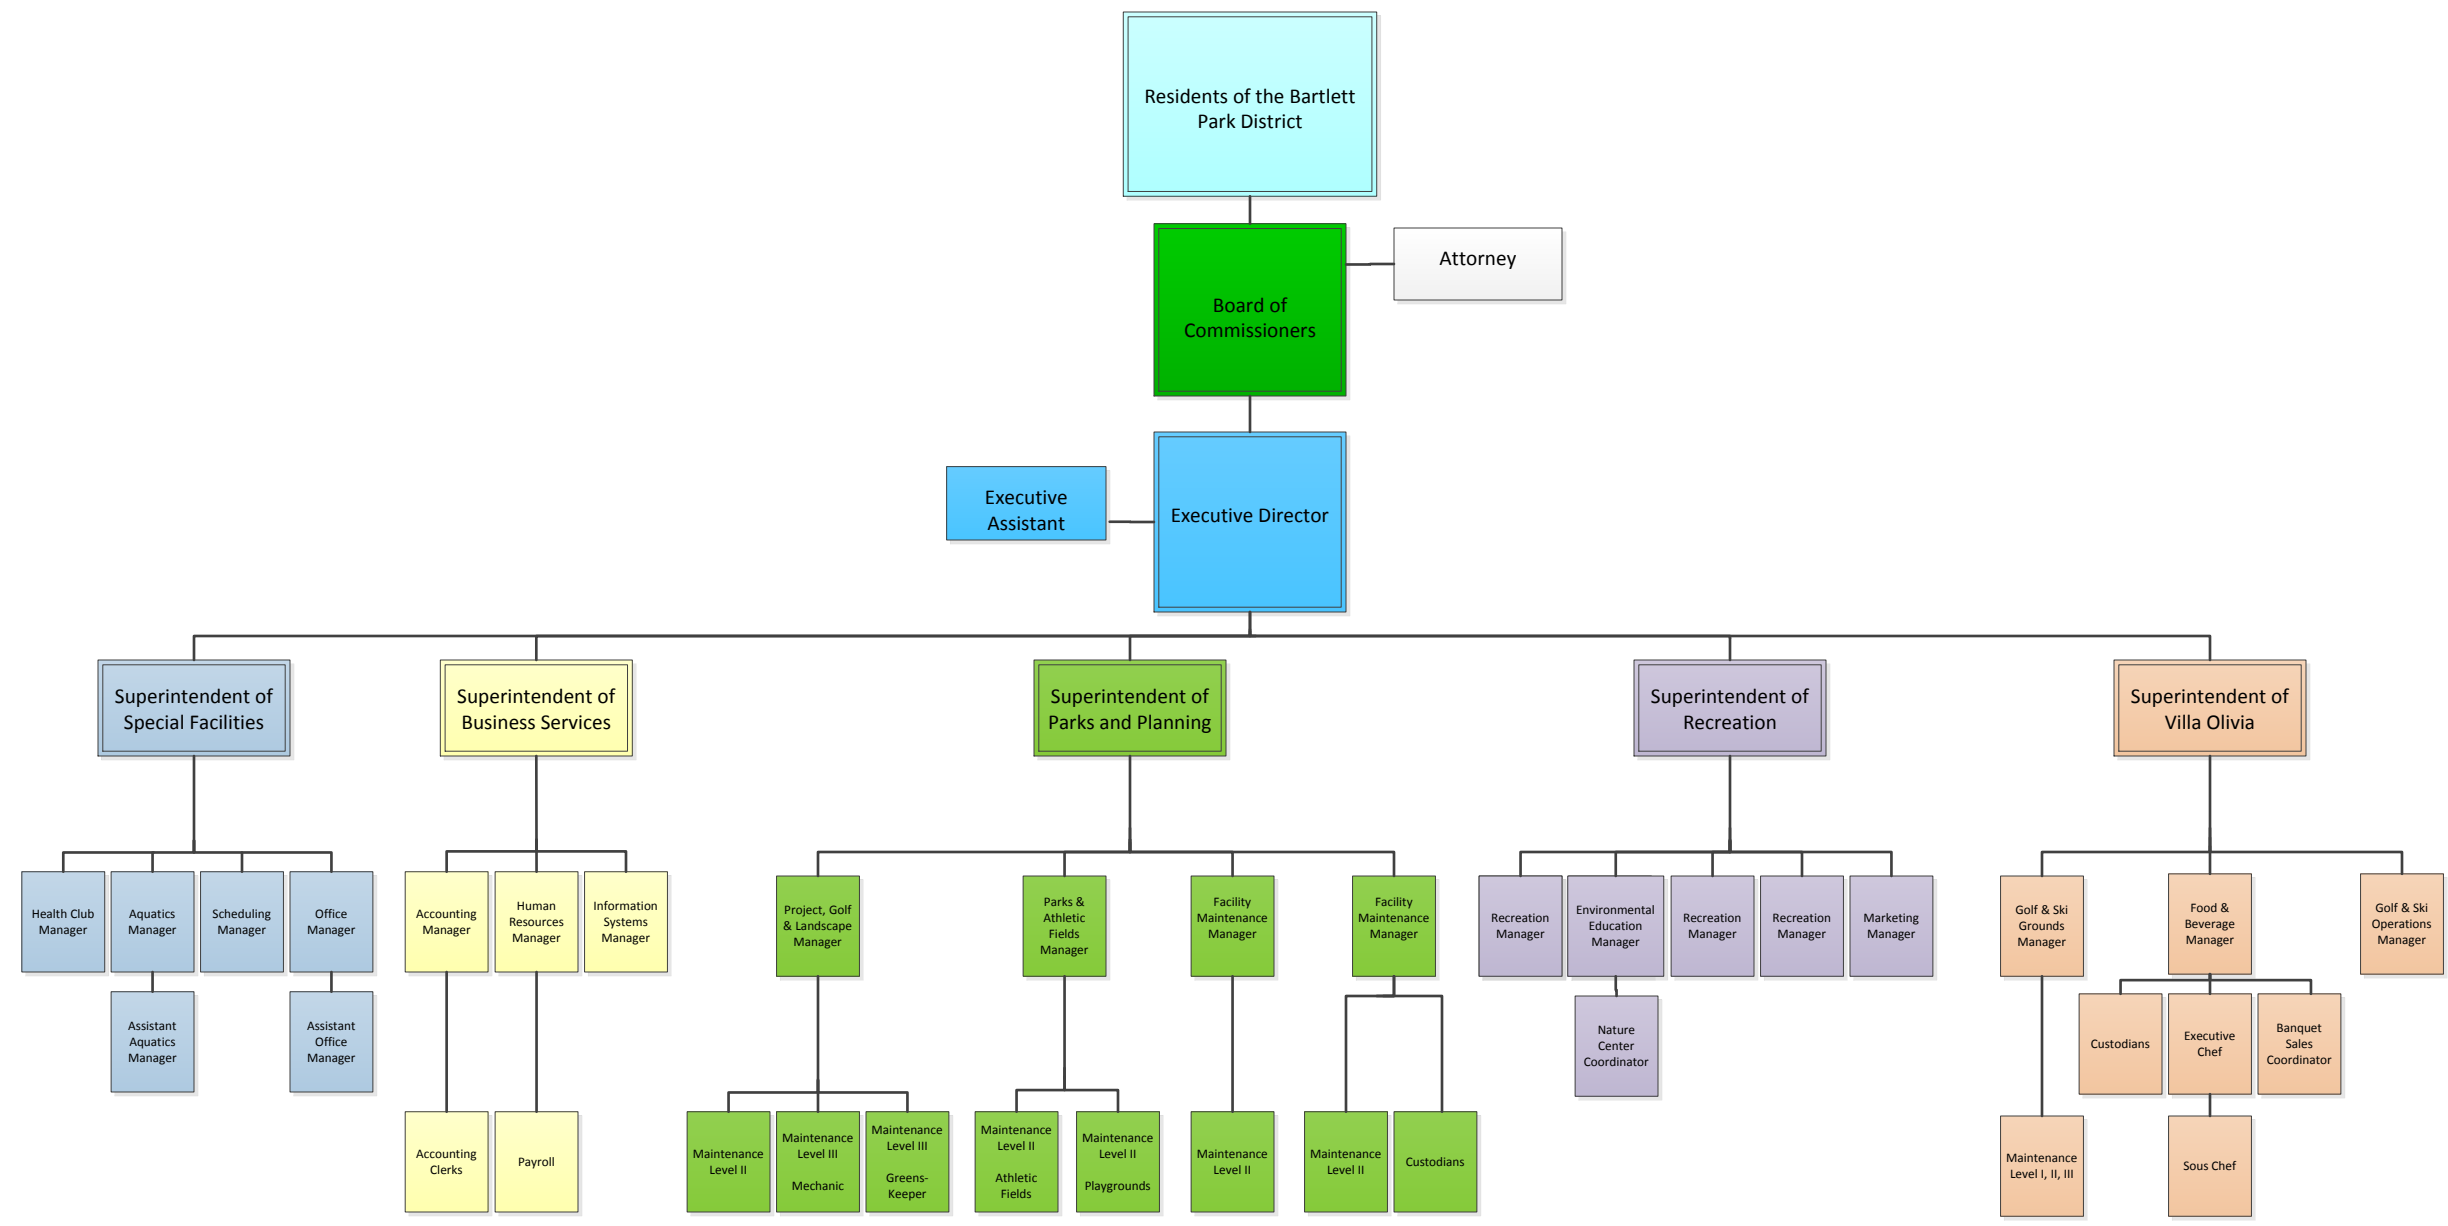 Residents of the Bartlett
Park District
Attorney
Board of
Commissioners
Executive
Assistant
Executive Director
Superintendent of
Special Facilities
Superintendent of
Business Services
Superintendent of
Parks and Planning
Superintendent of
Recreation
Superintendent of
Villa Olivia
Health Club
Manager
Aquatics
Manager
Scheduling
Manager
Office
Manager
Accounting
Manager
Human
Resources
Manager
Information
Systems
Manager
Project, Golf
& Landscape
Manager
Parks &
Athletic
Fields
Manager
Facility
Maintenance
Manager
Facility
Maintenance
Manager
Recreation
Manager
Environmental
Education
Manager
Recreation
Manager
Recreation
Manager
Marketing
Manager
Golf & Ski
Grounds
Manager
Food &
Beverage
Manager
Golf & Ski
Operations
Manager
Assistant
Aquatics
Manager
Assistant
Office
Manager
Nature
Center
Coordinator
Custodians
Executive
Chef
Banquet
Sales
Coordinator
Accounting
Clerks
Payroll
Maintenance
Level II
Maintenance
Level III
Mechanic
Maintenance
Level III
Greens-
Keeper
Maintenance
Level II
Athletic
Fields
Maintenance
Level II
Playgrounds
Maintenance
Level II
Maintenance
Level II
Custodians
Maintenance
Level I, II, III
Sous Chef